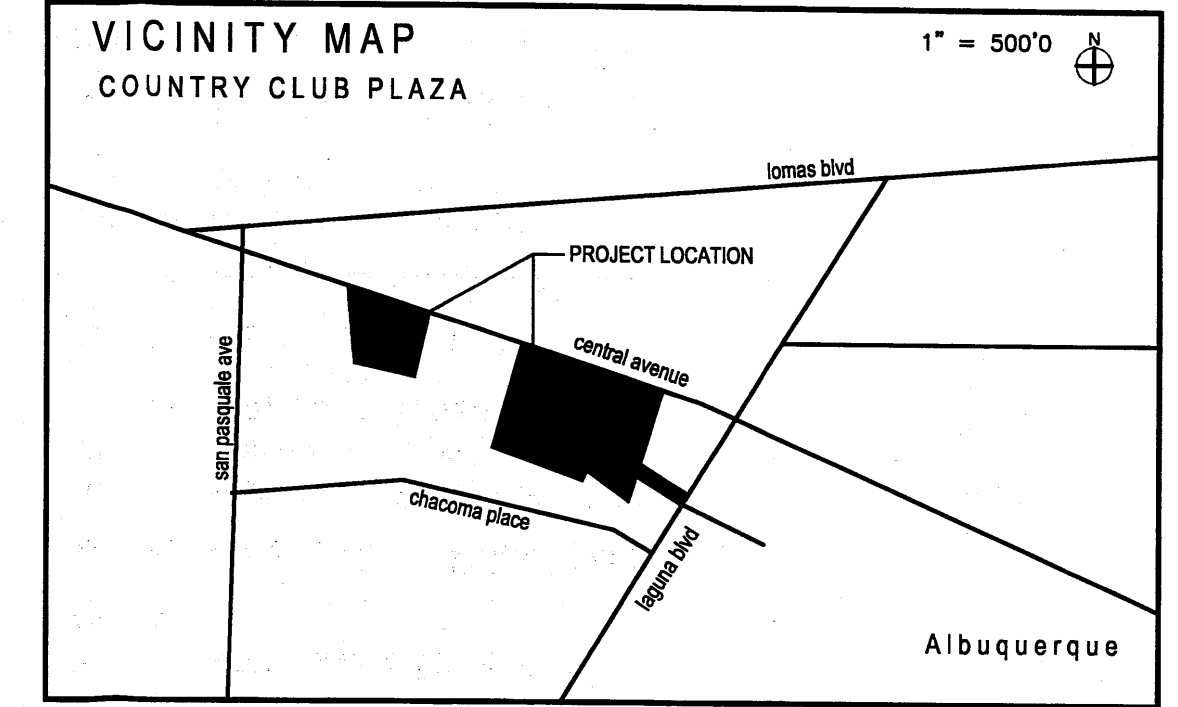 VICINITY MAP
1" = 500'0 N
COUNTRY CLUB PLAZA
lomas blvd
PROJECT LOCATION
central avenue
san pasquale ave
chacoma place
laguna blvd
Albuquerque